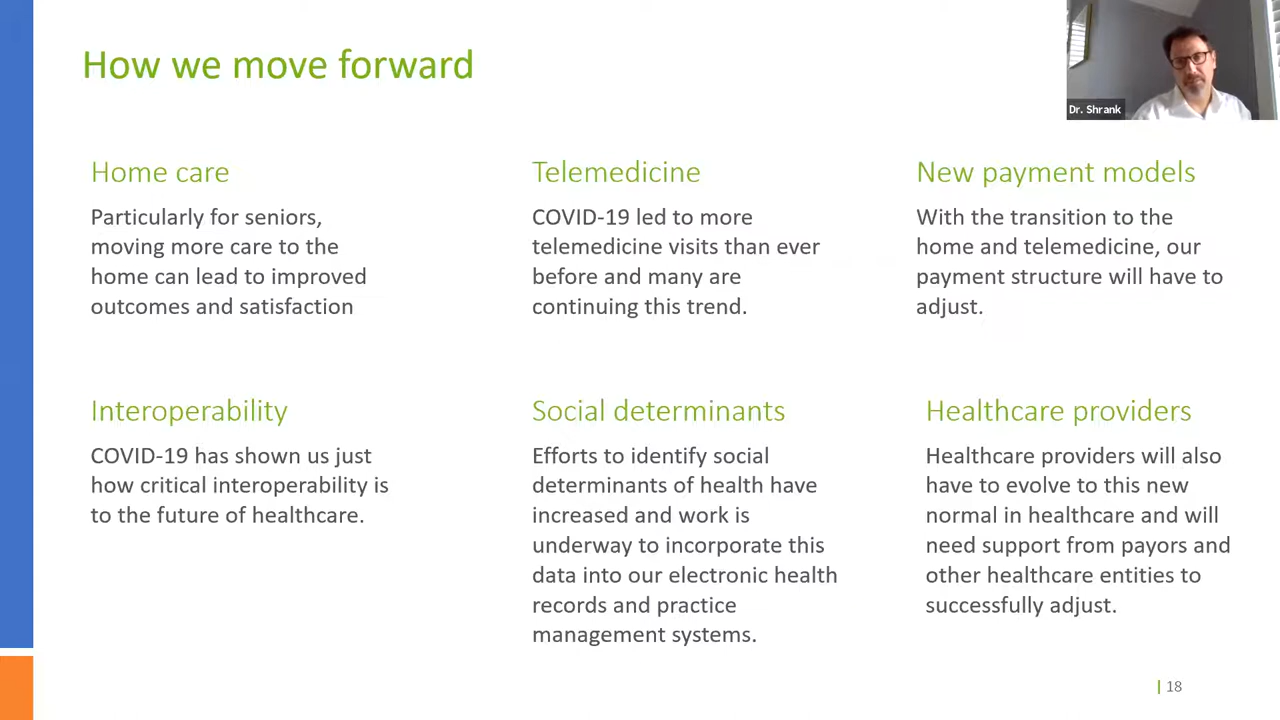 How we move forward
Dr. Shrank
Home care
Particularly for seniors,
moving more care to the
home can lead to improved
outcomes and satisfaction
Telemedicine
COVID-19 led to more
telemedicine visits than ever
before and many are
continuing this trend.
New payment models
With the transition to the
home and telemedicine, our
payment structure will have to
adjust.
Interoperability
COVID-19 has shown us just
how critical interoperability is
to the future of healthcare.
Social determinants
Efforts to identify social
determinants of health have
increased and work is
underway to incorporate this
data into our electronic health
records and practice
management systems.
Healthcare providers
Healthcare providers will also
have to evolve to this new
normal in healthcare and will
need support from payors and
other healthcare entities to
successfully adjust.
| 18